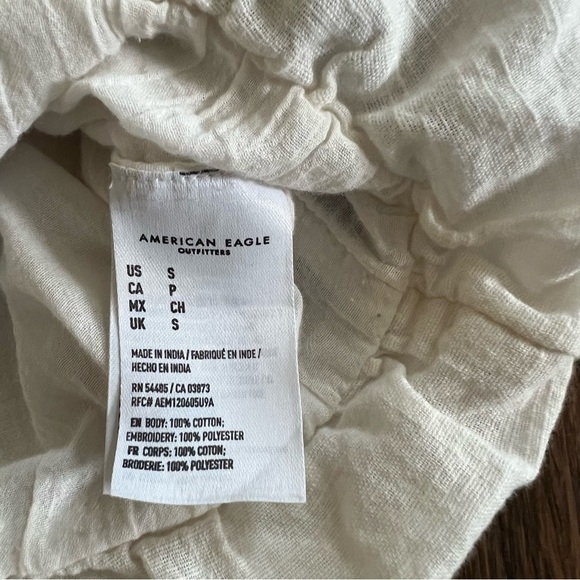 AMERICAN EAGLE
OUTFITTERS
US S
CA P
MX CH
UK S
MADE IN INDIA / FABRIQUÉ EN INDE /
HECHO EN INDIA
RN 54485 / CA 03873
RFC# AEM120605U9A
EN BODY: 100% COTTON;
EMBROIDERY: 100% POLYESTER
FR CORPS: 100% COTON;
BRODERIE: 100% POLYESTER